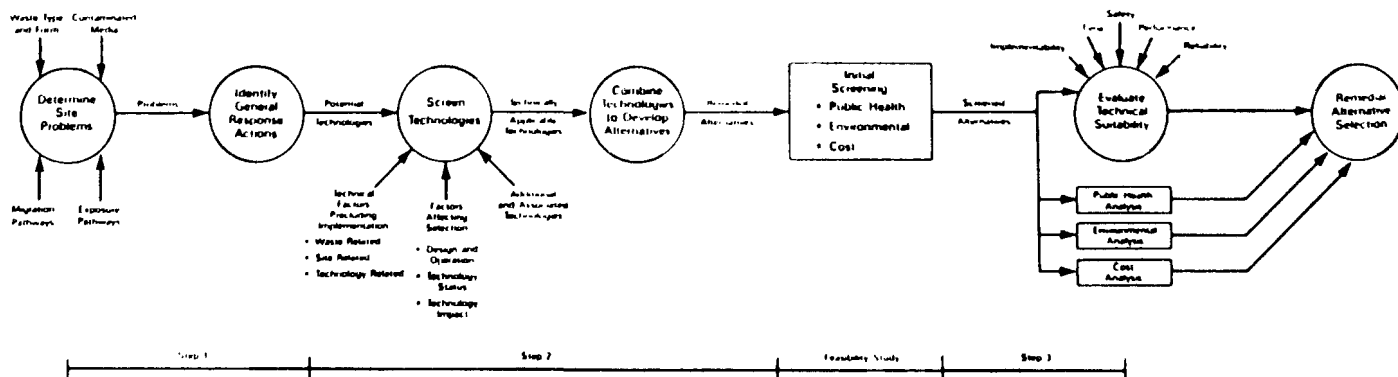 Waste Type
and Form
Contaminated
Media
Determine
Site
Problems
Migration
Pathways
Exposure
Pathways
Problems
Identify
General
Response
Actions
Potential
Technologies
Screen
Technologies
Technical
Factors
Precluding
Implementation
• Waste Related
• Site Related
• Technology Related
Factors
Affecting
Selection
• Design and
Operation
• Technology
Status
• Technology
Impact
Additional
and Associated
Technologies
Technically
Applicable
Technologies
Combine
Technologies
to Develop
Alternatives
Remedial
Alternatives
Initial
Screening
• Public Health
• Environmental
• Cost
Screened
Alternatives
Implementability
Time
Safety
Performance
Reliability
Evaluate
Technical
Suitability
Public Health
Analysis
Environmental
Analysis
Cost
Analysis
Remedial
Alternative
Selection
Step 1
Step 2
Feasibility Study
Step 3